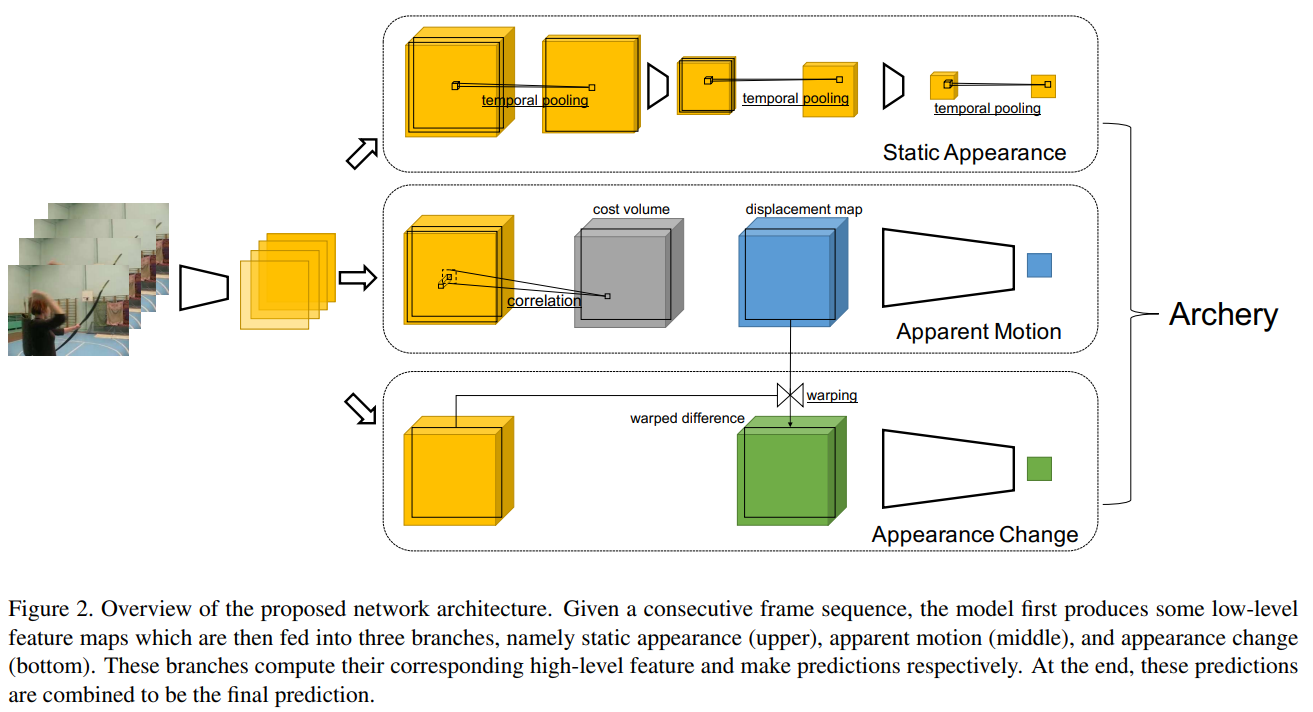 temporal pooling
temporal pooling
temporal pooling
Static Appearance
cost volume
displacement map
correlation
Apparent Motion
Archery
warping
warped difference
Appearance Change
Figure 2. Overview of the proposed network architecture. Given a consecutive frame sequence, the model first produces some low-level
feature maps which are then fed into three branches, namely static appearance (upper), apparent motion (middle), and appearance change
(bottom). These branches compute their corresponding high-level feature and make predictions respectively. At the end, these predictions
are combined to be the final prediction.